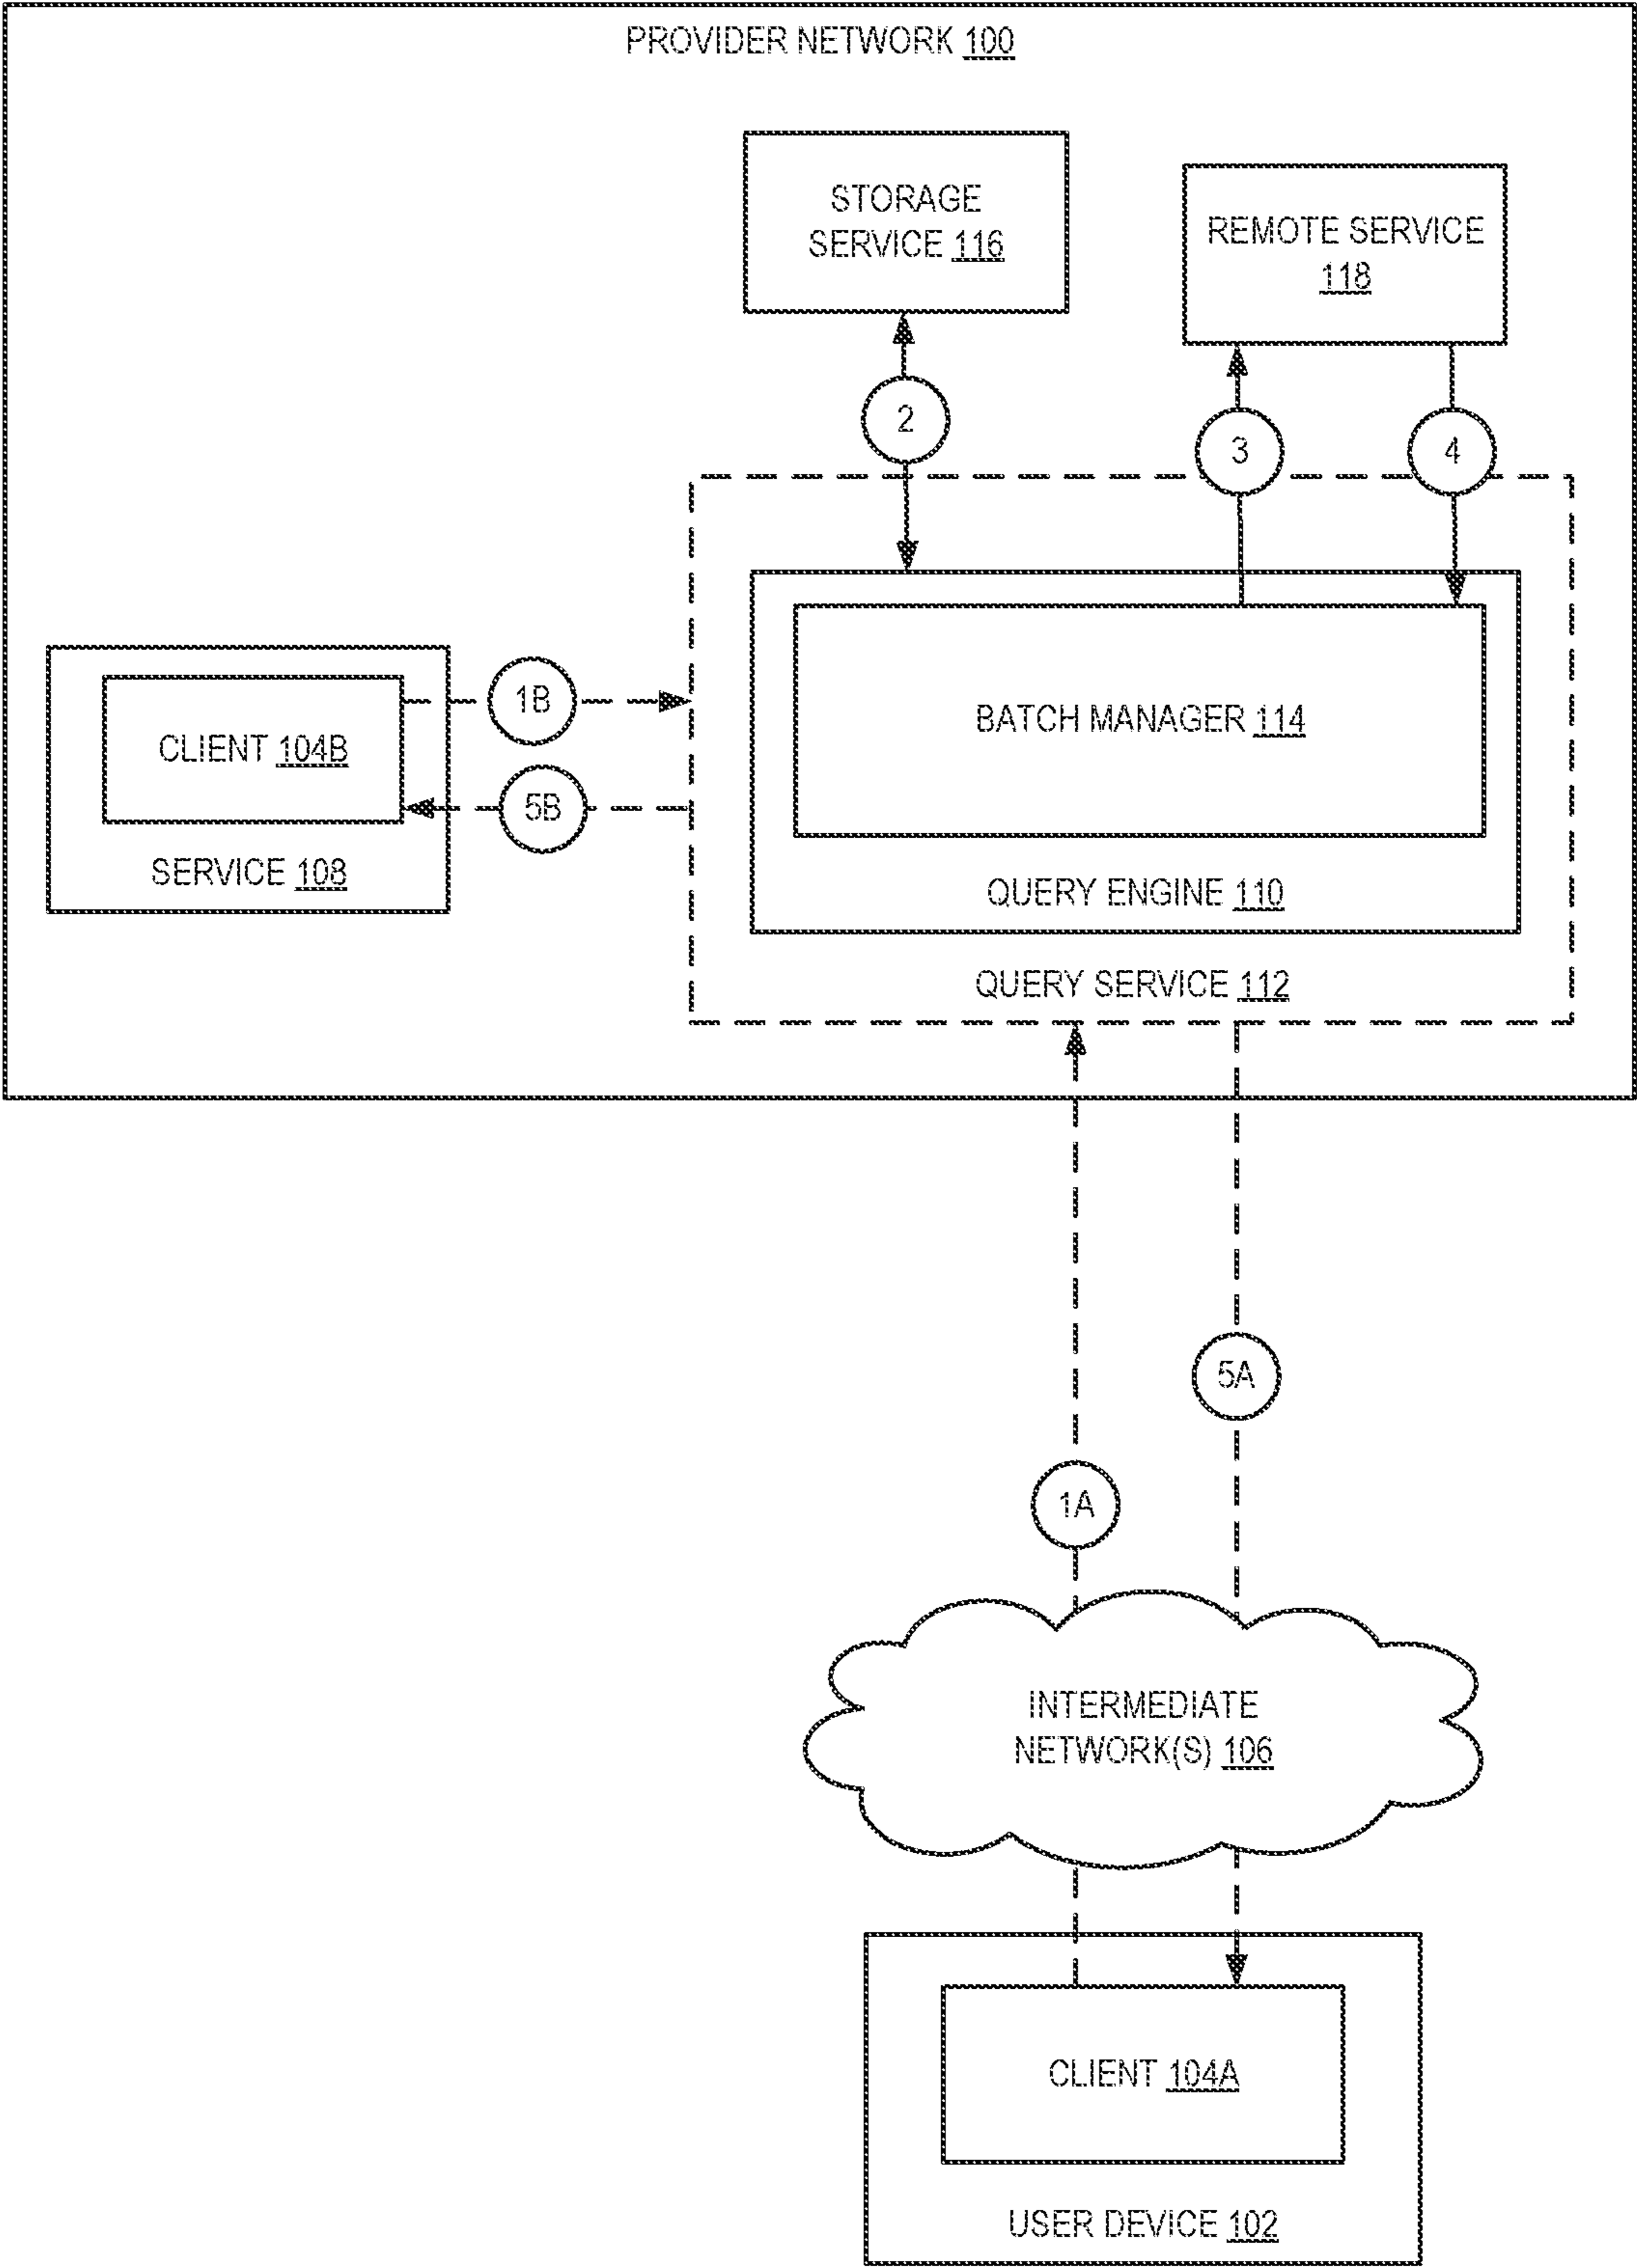 PROVIDER NETWORK 100
STORAGE
SERVICE 116
REMOTE SERVICE
118
2
3
4
1B
CLIENT 104B
5B
SERVICE 108
BATCH MANAGER 114
QUERY ENGINE 110
QUERY SERVICE 112
5A
1A
INTERMEDIATE
NETWORK(S) 106
CLIENT 104A
USER DEVICE 102